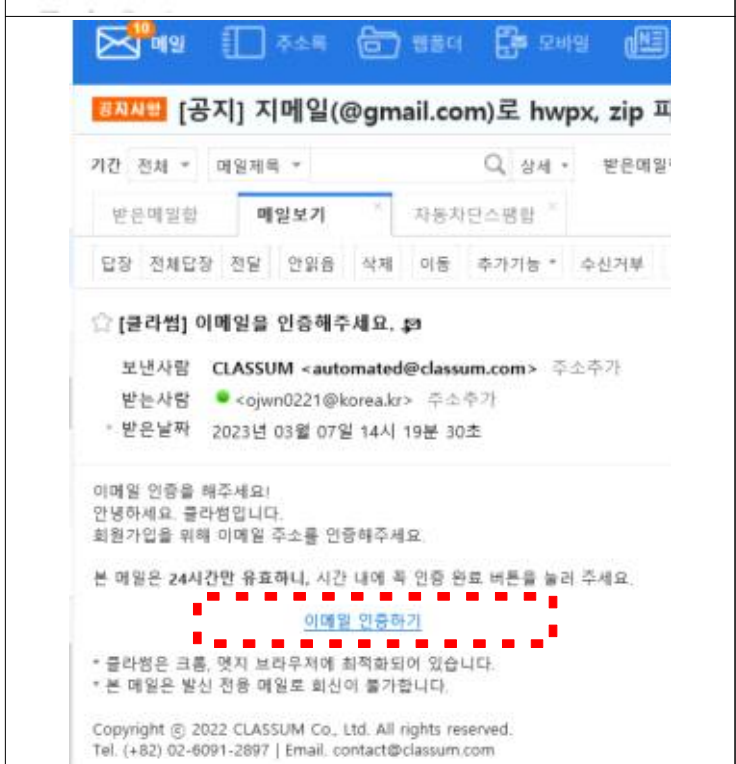 10
메일 주소록 웹폴더 모바일
공지사항 [공지] 지메일(@gmail.com)로 hwpx, zip
기간 전체 메일제목 상세 받은메일
받은메일함 메일보기 자동차단스팸함
답장 전체답장 전달 안읽음 삭제 이동 추가기능 수신거부
[클라썸] 이메일을 인증해주세요.
보낸사람 CLASSUM <automated@classum.com> 주소추가
받는사람 <ojwn0221@korea.kr> 주소추가
받은날짜 2023년 03월 07일 14시 19분 30초
이메일 인증을 해주세요!
안녕하세요. 클라썸입니다.
회원가입을 위해 이메일 주소를 인증해주세요.
본 메일은 24시간만 유효하니, 시간 내에 꼭 인증 완료 버튼을 눌러 주세요.
이메일 인증하기
* 클라썸은 크롬, 엣지 브라우저에 최적화되어 있습니다.
* 본 메일은 발신 전용 메일로 회신이 불가합니다.
Copyright ⓒ 2022 CLASSUM Co., Ltd. All rights reserved.
Tel. (+82) 02-6091-2897 | Email. contact@classum.com